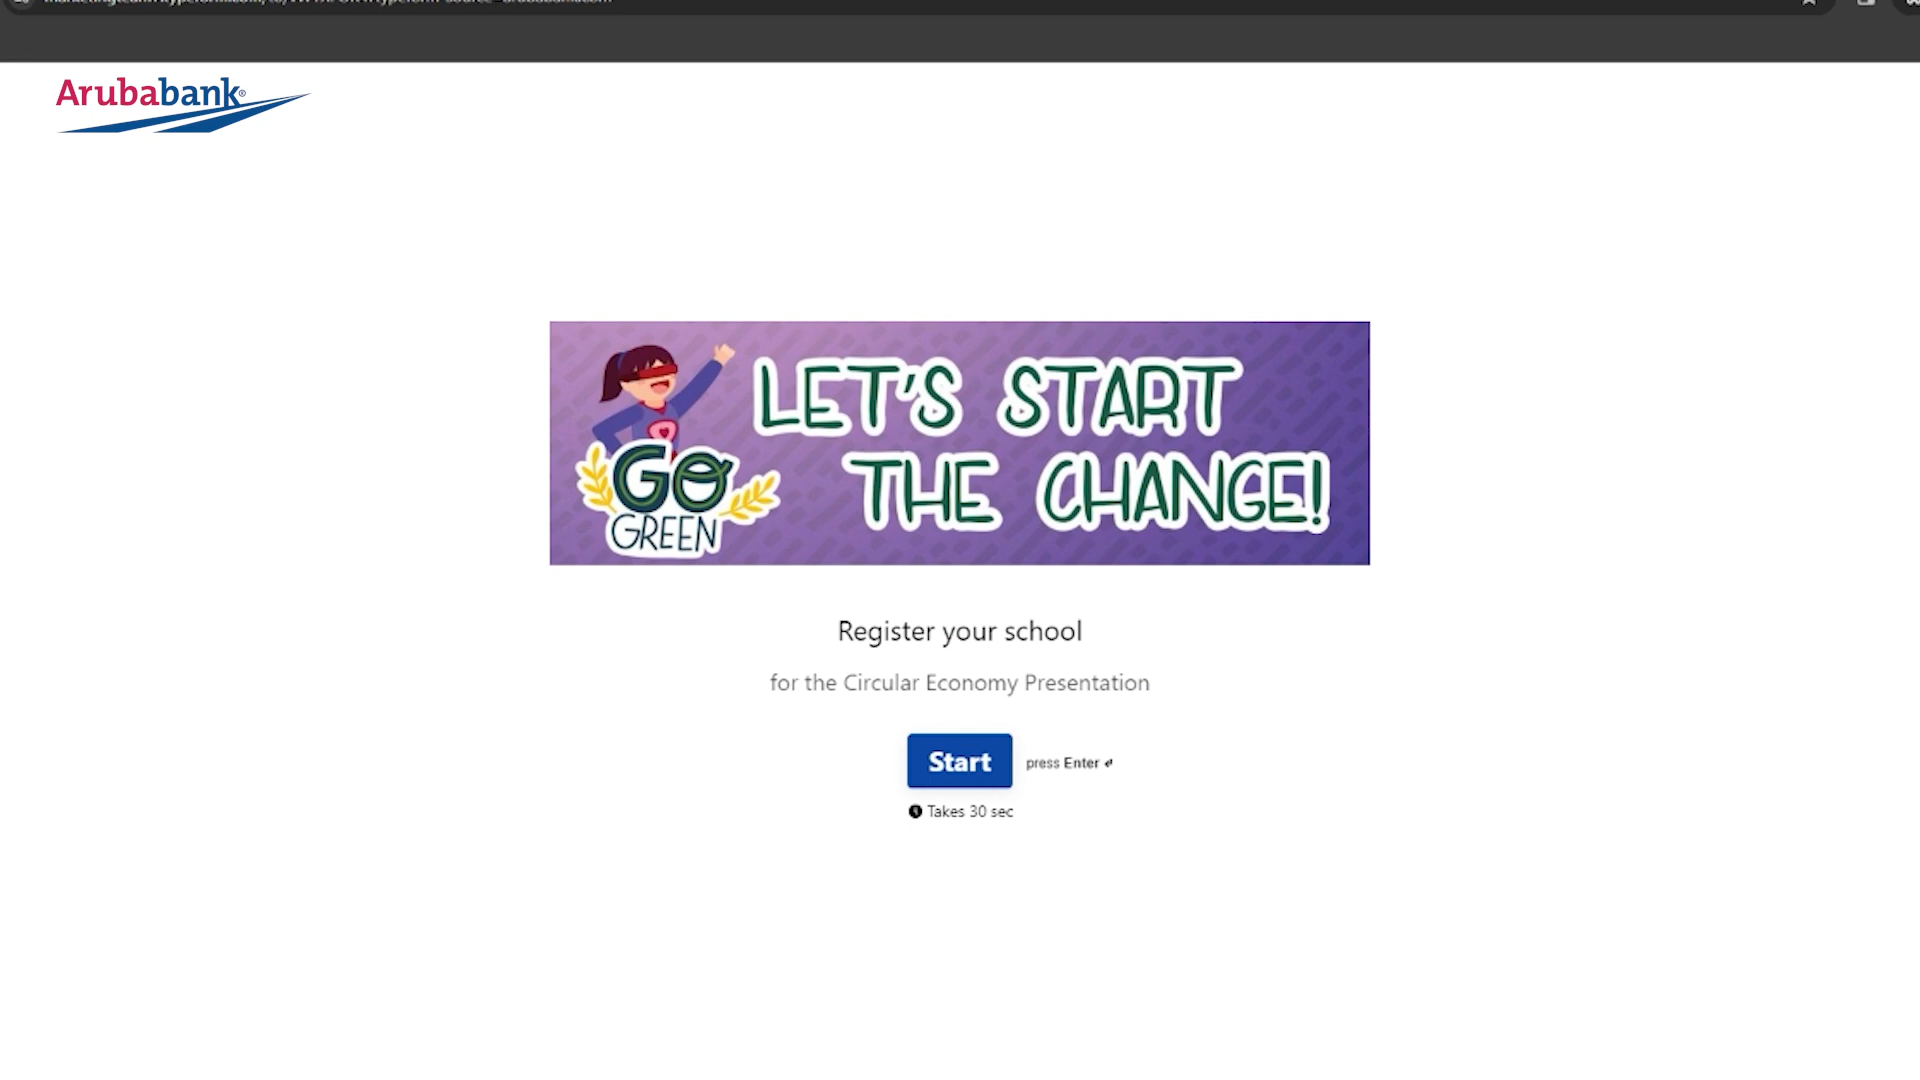 Arubabank®
LET'S START
THE CHANGE!
GO
GREEN
Register your school
for the Circular Economy Presentation
Start
press Enter ↵
Takes 30 sec